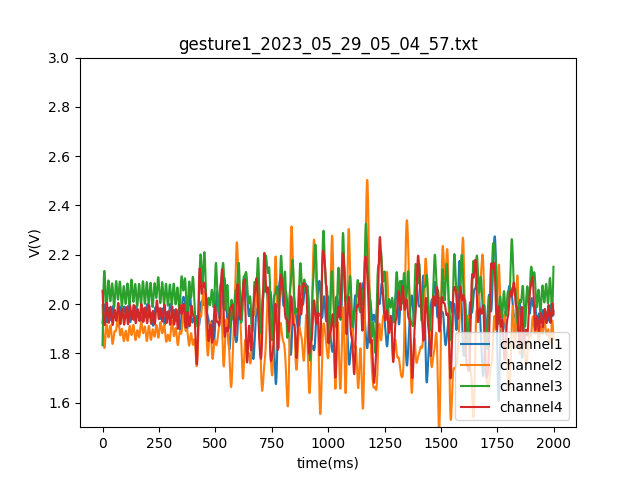 gesture1_2023_05_29_05_04_57.txt
V(V)
3.0
2.8
2.6
2.4
2.2
2.0
1.8
1.6
channel1
channel2
channel3
channel4
0 250 500 750 1000 1250 1500 1750 2000
time(ms)